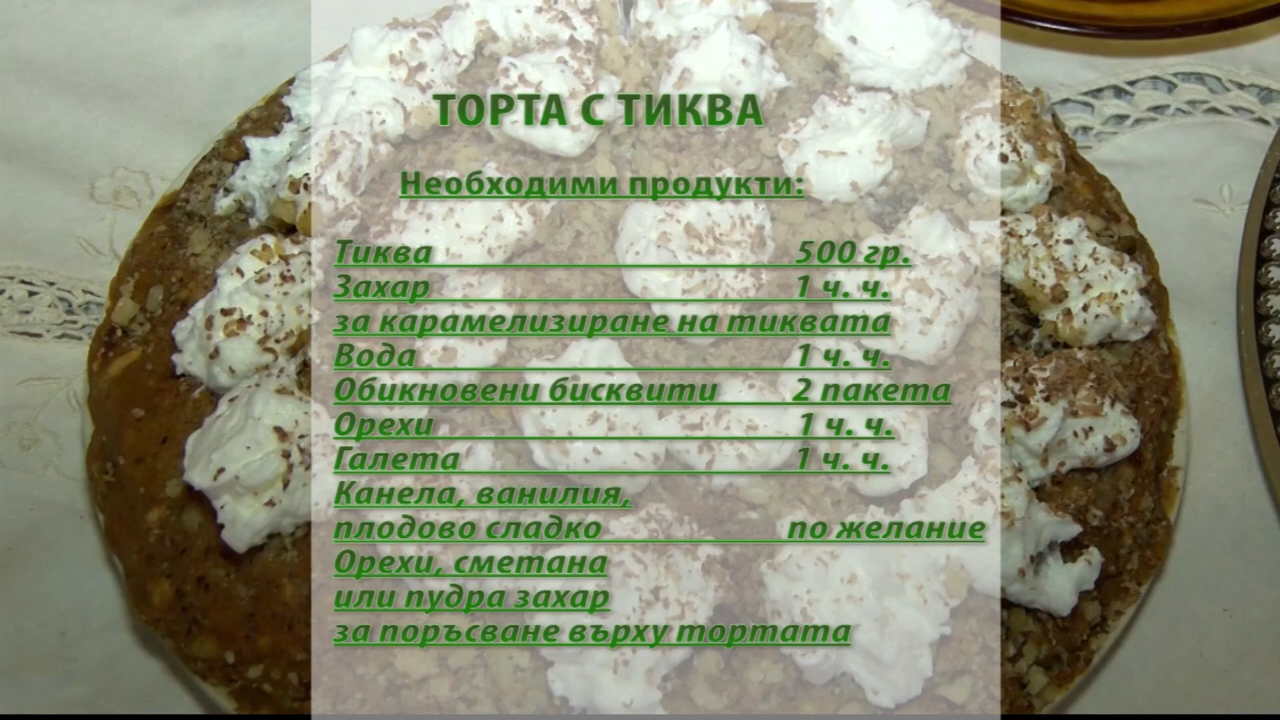 ТОРТА С ТИКВА
Необходими продукти:
Тиква 500 гр.
Захар 1 ч. ч.
за карамелизиране на тиквата
Вода 1 ч. ч.
Обикновени бисквити 2 пакета
Орехи 1 ч. ч.
Галета 1 ч. ч.
Канела, ванилия,
плодово сладко по желание
Орехи, сметана
или пудра захар
за поръсване върху тортата